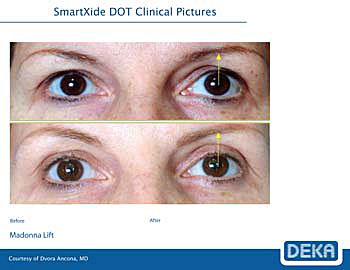 SmartXide DOT Clinical Pictures
Before
After
Madonna Lift
Courtesy of Dvora Ancona, MD
DEKA